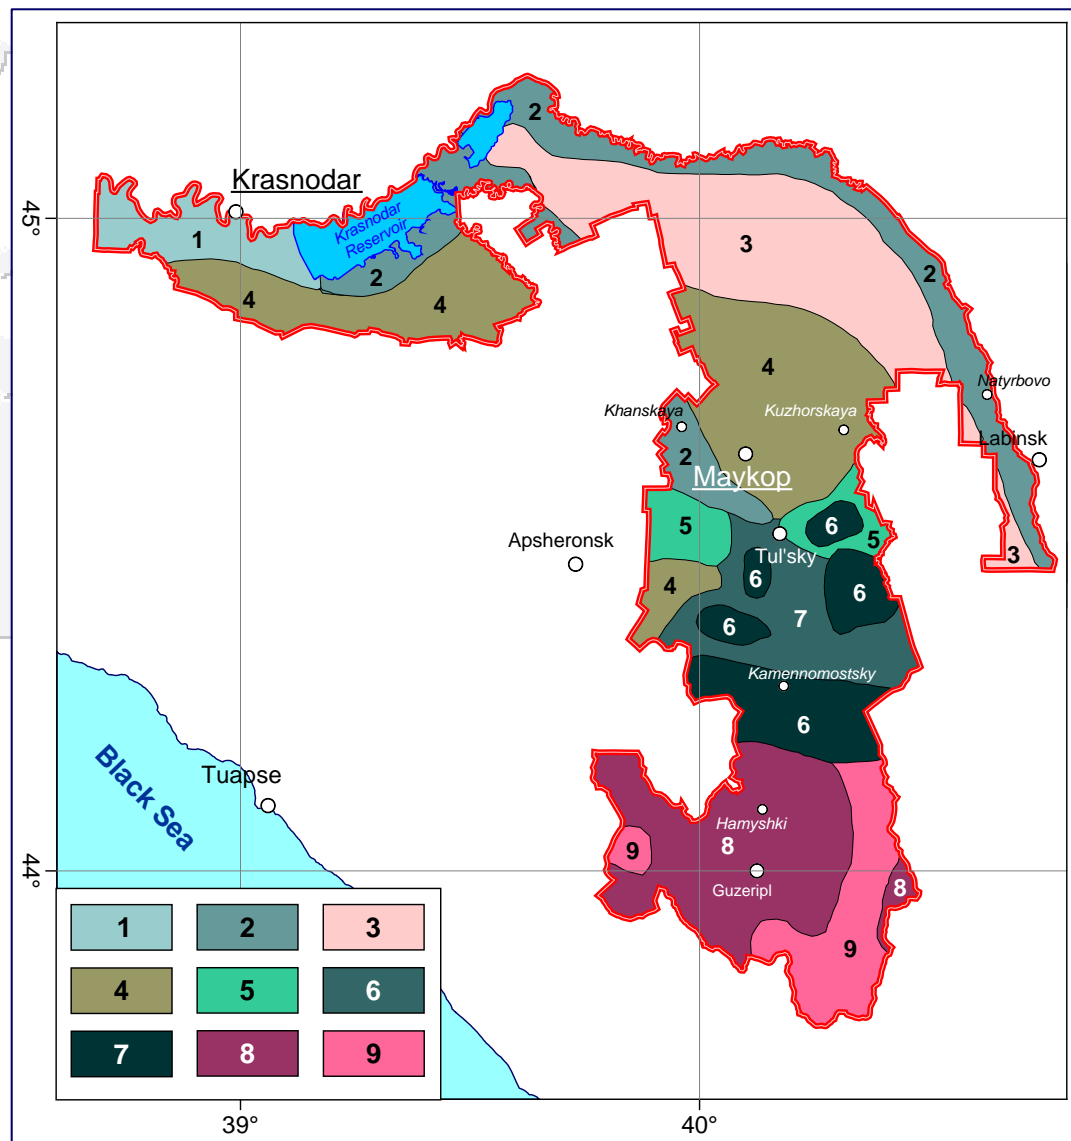 2
Krasnodar
45°
1
Krasnodar
Reservoir
3
2
2
4
4
4
Natyrbovo
Khanskaya
Kuzhorskaya
Labinsk
2
Maykop
5
6
5
Apsheronsk
Tul'sky
3
4
6
6
6
7
Kamennomostsky
6
Black Sea
Tuapse
Hamyshki
8
9
44°
Guzeripl
8
9
1
2
3
4
5
6
7
8
9
39°
40°